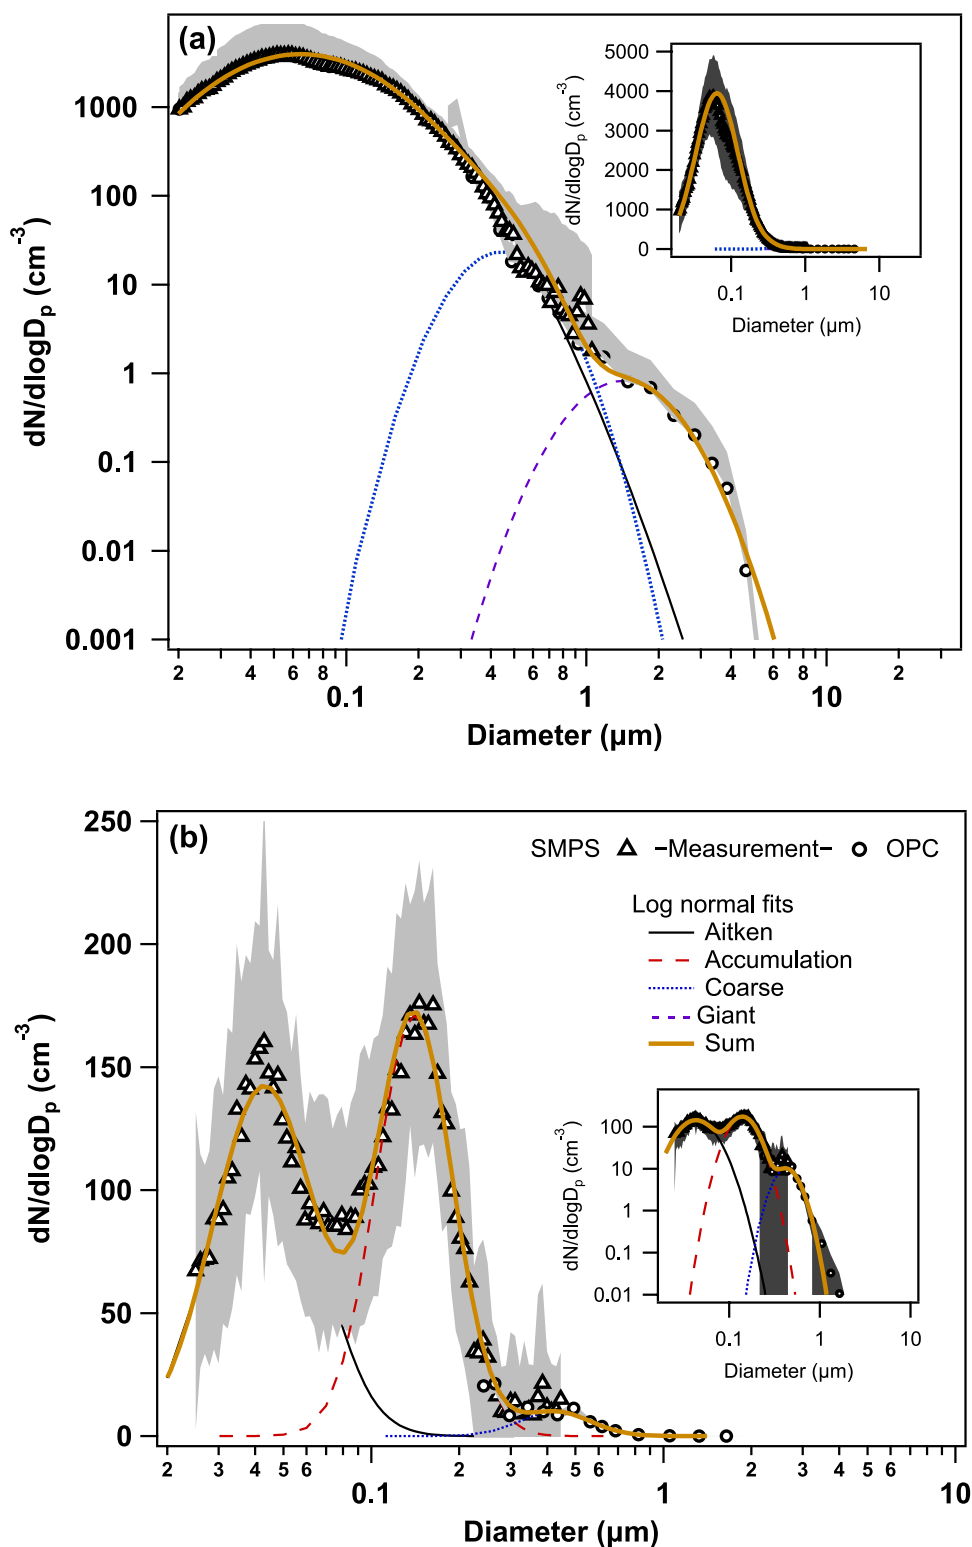 (a)
dN/dlogDp (cm-3)
1000
100
10
1
0.1
0.01
0.001
2 4 6 8 2 4 6 8 2 4 6 8 2
0.1 1 10
Diameter (µm)
dN/dlogDp (cm-3)
5000
4000
3000
2000
1000
0
0.1 1 10
Diameter (µm)
(b)
dN/dlogDp (cm-3)
250
200
150
100
50
0
2 3 4 5 6 2 3 4 5 6 2 3 4 5 6
0.1 1 10
Diameter (µm)
SMPS –Measurement– OPC
Log normal fits
Aitken
Accumulation
Coarse
Giant
Sum
dN/dlogDp (cm-3)
100
10
1
0.1
0.01
0.1 1 10
Diameter (µm)